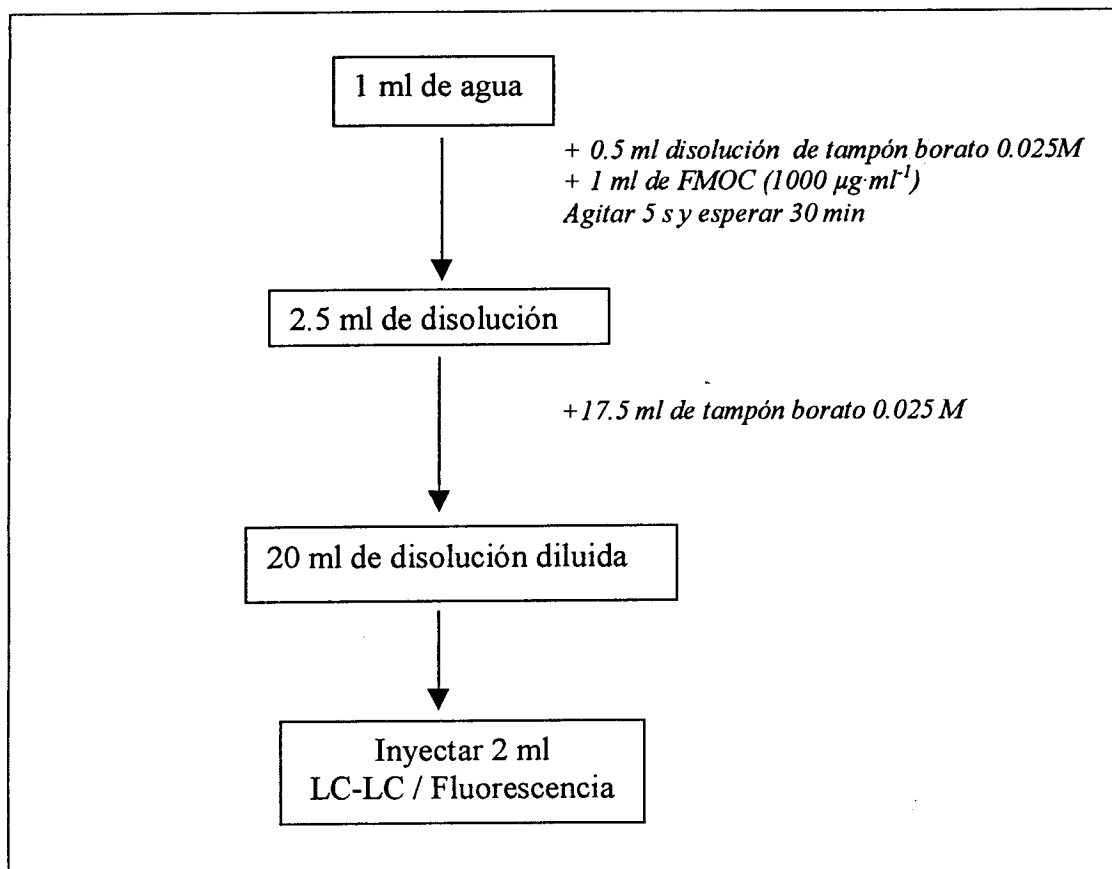 1 ml de agua
+ 0.5 ml disolución de tampón borato 0.025M
+ 1 ml de FMOC (1000 µg·ml⁻¹)
Agitar 5 s y esperar 30 min
2.5 ml de disolución
+17.5 ml de tampón borato 0.025 M
20 ml de disolución diluida
Inyectar 2 ml
LC-LC / Fluorescencia